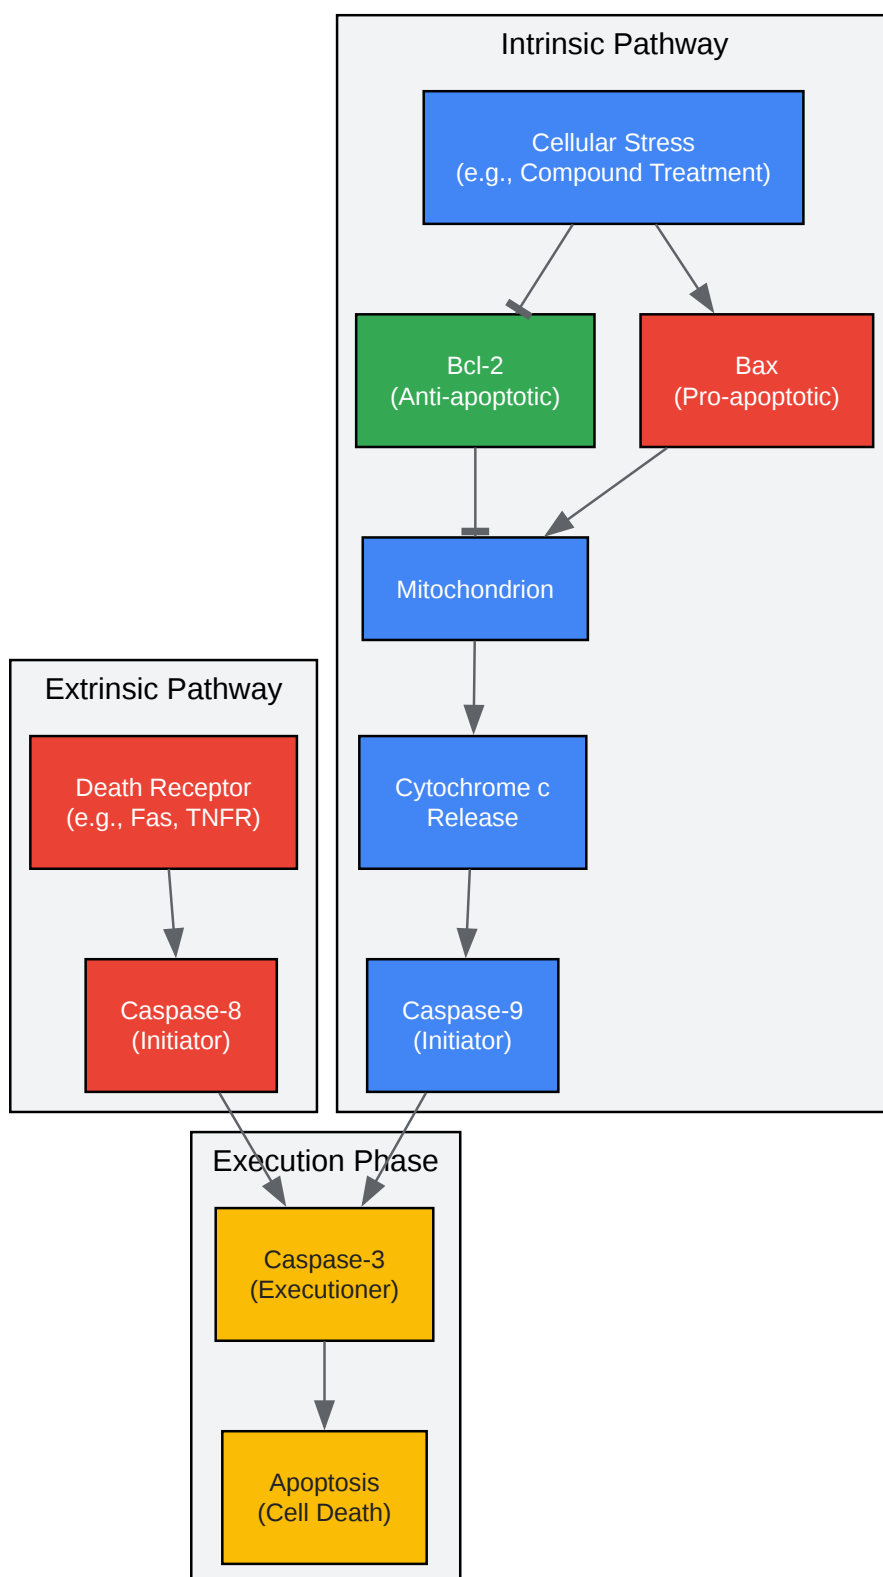 Intrinsic Pathway
Cellular Stress
(e.g., Compound Treatment)
Bcl-2
(Anti-apoptotic)
Bax
(Pro-apoptotic)
Mitochondrion
Extrinsic Pathway
Death Receptor
(e.g., Fas, TNFR)
Cytochrome c
Release
Caspase-8
(Initiator)
Caspase-9
(Initiator)
Execution Phase
Caspase-3
(Executioner)
Apoptosis
(Cell Death)